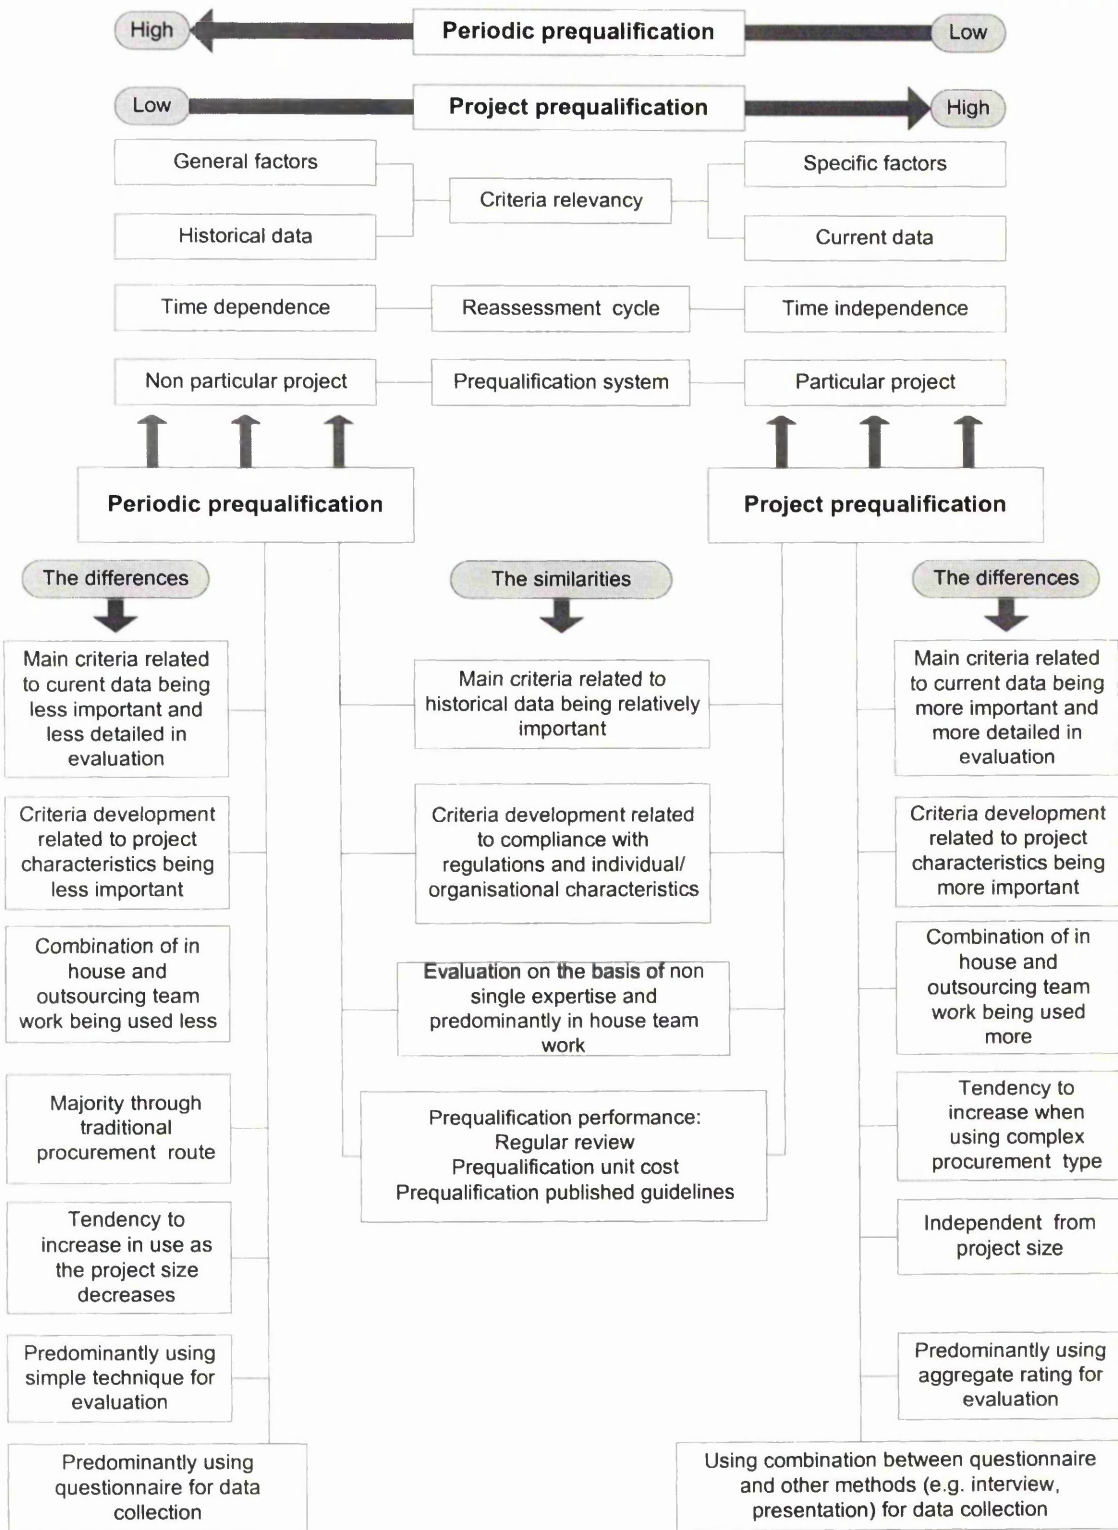 High
Periodic prequalification
Low
Low
Project prequalification
High
General factors
Specific factors
Criteria relevancy
Historical data
Current data
Time dependence
Reassessment cycle
Time independence
Non particular project
Prequalification system
Particular project
Periodic prequalification
Project prequalification
The differences
Main criteria related
to curent data being
less important and
less detailed in
evaluation
Criteria development
related to project
characteristics being
less important
Combination of in
house and
outsourcing team
work being used less
Majority through
traditional
procurement route
Tendency to
increase in use as
the project size
decreases
Predominantly using
simple technique for
evaluation
Predominantly using
questionnaire for data
collection
The similarities
Main criteria related to
historical data being relatively
important
Criteria development related
to compliance with
regulations and individual/
organisational characteristics
Evaluation on the basis of non
single expertise and
predominantly in house team
work
Prequalification performance:
Regular review
Prequalification unit cost
Prequalification published guidelines
The differences
Main criteria related
to current data being
more important and
more detailed in
evaluation
Criteria development
related to project
characteristics being
more important
Combination of in
house and
outsourcing team
work being used
more
Tendency to
increase when
using complex
procurement type
Independent from
project size
Predominantly using
aggregate rating for
evaluation
Using combination between questionnaire
and other methods (e.g. interview,
presentation) for data collection